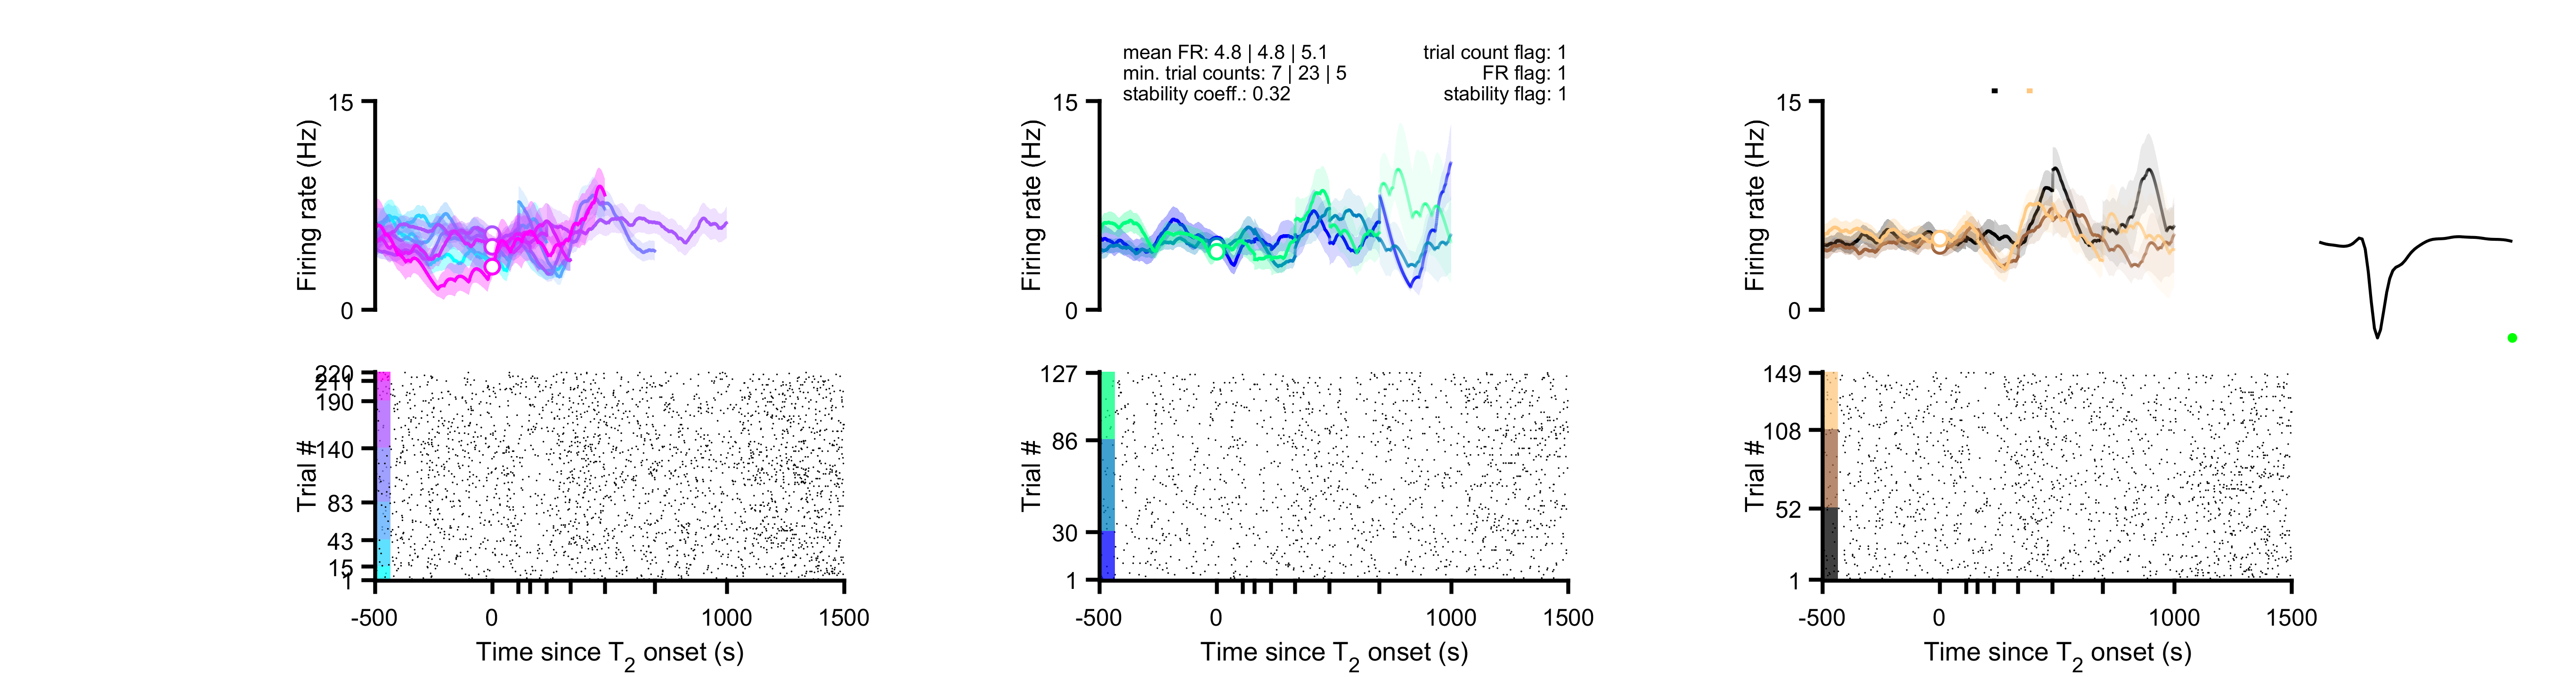 mean FR: 4.8 | 4.8 | 5.1
min. trial counts: 7 | 23 | 5
stability coeff.: 0.32
trial count flag: 1
FR flag: 1
stability flag: 1
15
Firing rate (Hz)
0
320
190
Trial #
140
83
43
15
1
-500 0 1000 1500
Time since T2 onset (s)
15
Firing rate (Hz)
0
127
86
Trial #
30
1
-500 0 1000 1500
Time since T2 onset (s)
15
Firing rate (Hz)
0
149
108
Trial #
52
1
-500 0 1000 1500
Time since T2 onset (s)